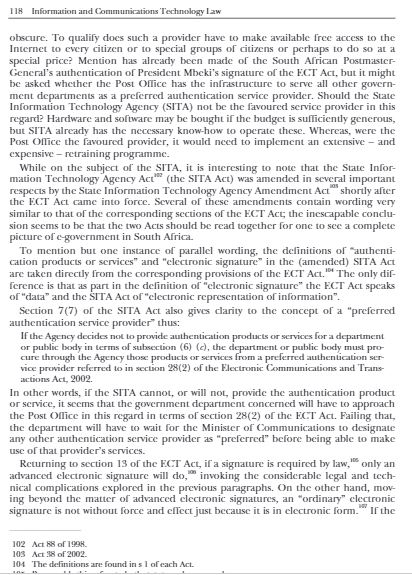 118 Information and Communications Technology Law
obscure. To qualify does such a provider have to make available free access to the
Internet to every citizen or to special groups of citizens or perhaps to do so at a
special price? Mention has already been made of the South African Postmaster-
General's authentication of President Mbeki's signature of the ECT Act, but it might
be asked whether the Post Office has the infrastructure to serve all other govern-
ment departments as a preferred authentication service provider. Should the State
Information Technology Agency (SITA) not be the favoured service provider in this
regard? Hardware and software may be bought if the budget is sufficiently generous,
but SITA already has the necessary know-how to operate these. Whereas, were the
Post Office the favoured provider, it would need to implement an extensive – and
expensive – retraining programme.
While on the subject of the SITA, it is interesting to note that the State Infor-
mation Technology Agency Act102 (the SITA Act) was amended in several important
respects by the State Information Technology Agency Amendment Act103 shortly after
the ECT Act came into force. Several of these amendments contain wording very
similar to that of the corresponding sections of the ECT Act; the inescapable conclu-
sion seems to be that the two Acts should be read together for one to see a complete
picture of e-government in South Africa.
To mention but one instance of parallel wording, the definitions of "authenti-
cation products or services" and "electronic signature" in the (amended) SITA Act
are taken directly from the corresponding provisions of the ECT Act.104 The only dif-
ference is that as part in the definition of "electronic signature" the ECT Act speaks
of "data" and the SITA Act of "electronic representation of information".
Section 7(7) of the SITA Act also gives clarity to the concept of a "preferred
authentication service provider" thus:
If the Agency decides not to provide authentication products or services for a department
or public body in terms of subsection (6) (c), the department or public body must pro-
cure through the Agency those products or services from a preferred authentication ser-
vice provider referred to in section 28(2) of the Electronic Communications and Trans-
actions Act, 2002.
In other words, if the SITA cannot, or will not, provide the authentication product
or service, it seems that the government department concerned will have to approach
the Post Office in this regard in terms of section 28(2) of the ECT Act. Failing that,
the department will have to wait for the Minister of Communications to designate
any other authentication service provider as "preferred" before being able to make
use of that provider's services.
Returning to section 13 of the ECT Act, if a signature is required by law,105 only an
advanced electronic signature will do,106 invoking the considerable legal and tech-
nical complications explored in the previous paragraphs. On the other hand, mov-
ing beyond the matter of advanced electronic signatures, an "ordinary" electronic
signature is not without force and effect just because it is in electronic form.107 If the
102 Act 88 of 1998.
103 Act 38 of 2002.
104 The definitions are found in s 1 of each Act.